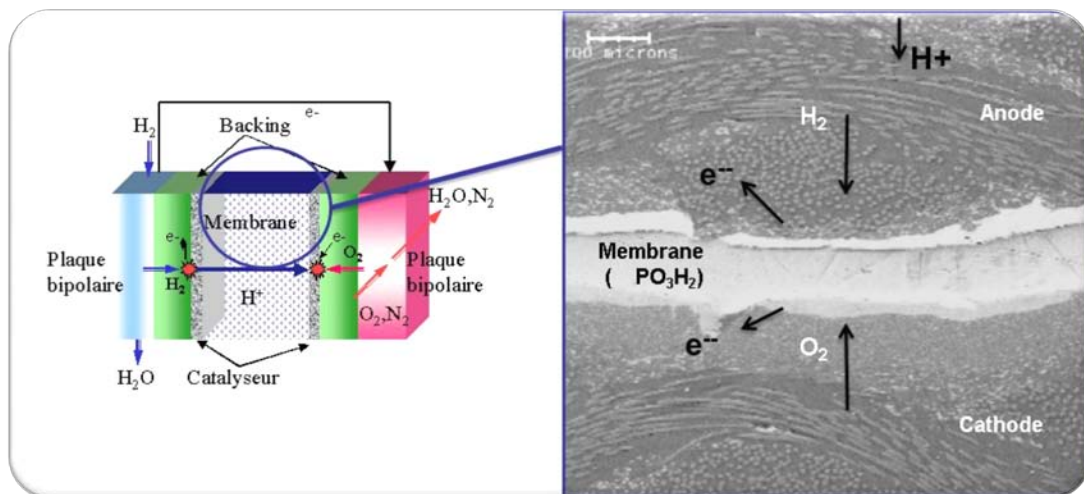 e-
H₂
Backing
Membrane
H₂O,N₂
e-
e-
O₂
Plaque
bipolaire
H₂
H⁺
Plaque
bipolaire
O₂,N₂
H₂O
Catalyseur
100 microns
H+
Anode
H₂
e--
Membrane
( PO₃H₂)
e--
O₂
Cathode